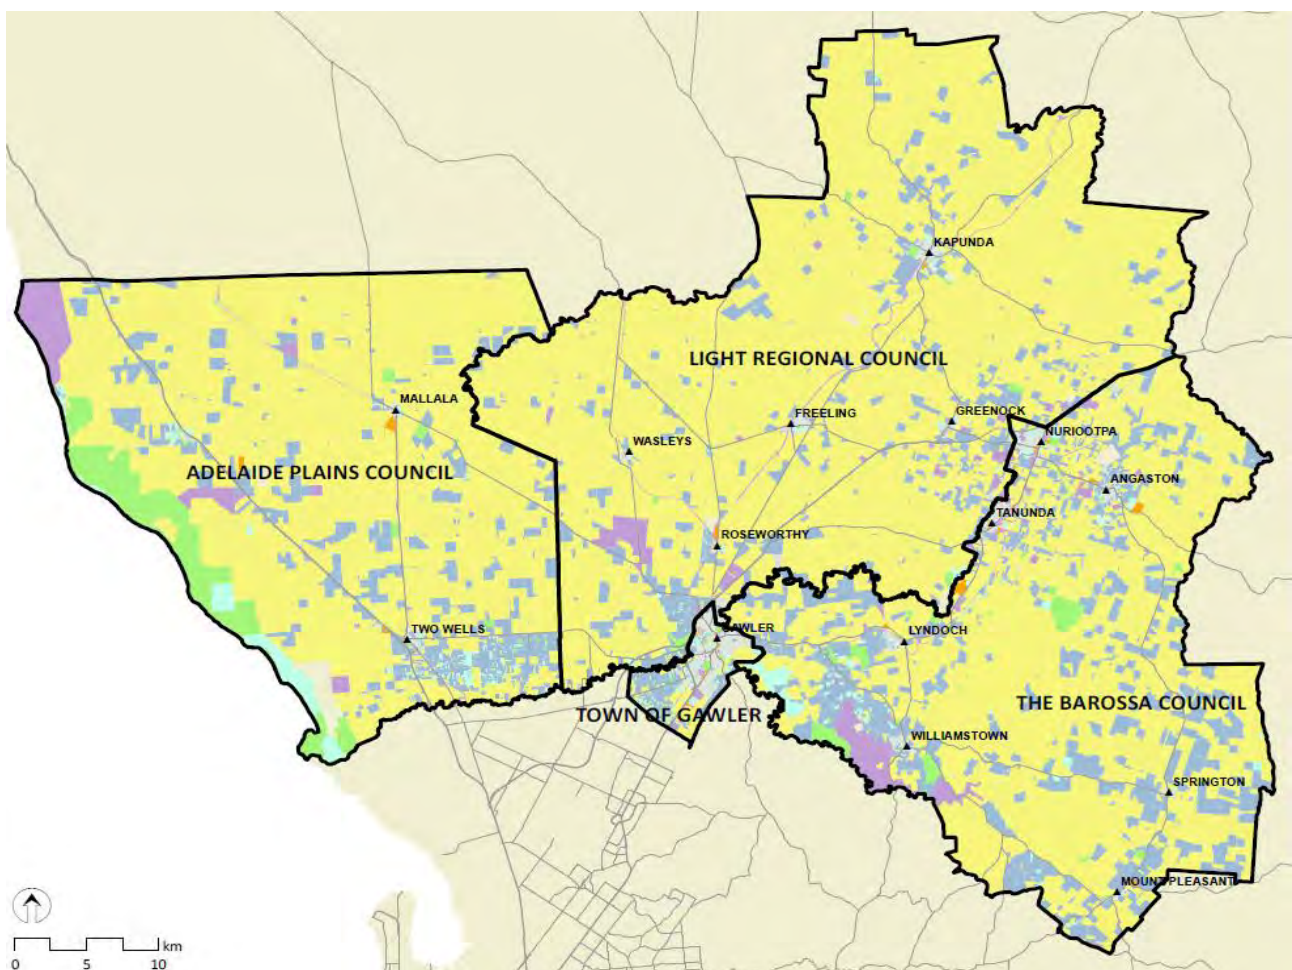 KAPUNDA
LIGHT REGIONAL COUNCIL
MALLALA
FREELING
GREENOCK
NURIOOTPA
WASLEYS
ADELAIDE PLAINS COUNCIL
ANGASTON
TANUNDA
ROSEWORTHY
TWO WELLS
GAWLER
LYNDOCH
THE BAROSSA COUNCIL
TOWN OF GAWLER
WILLIAMSTOWN
SPRINGTON
MOUNT PLEASANT
km
0 5 10